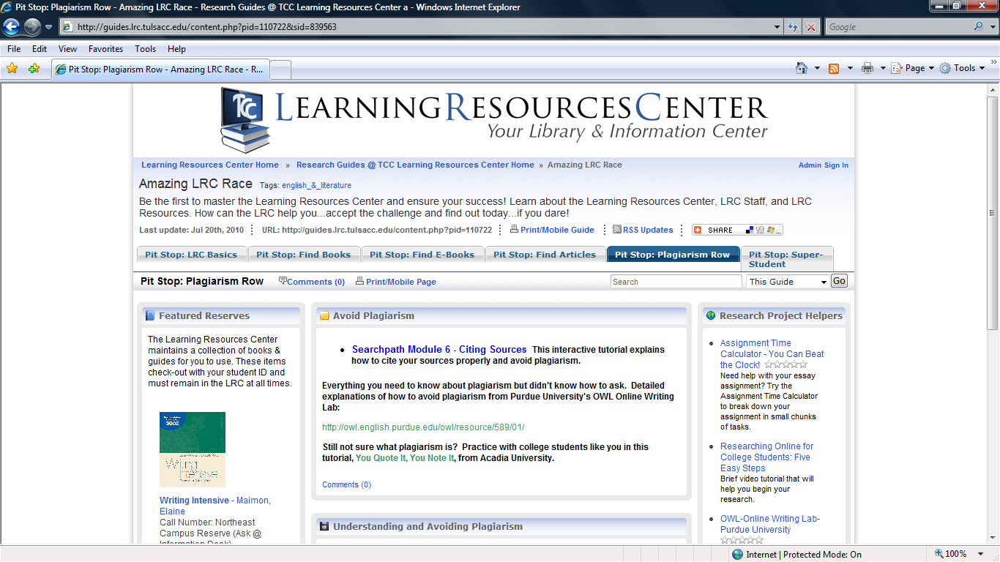 Pit Stop: Plagiarism Row - Amazing LRC Race - Research Guides @ TCC Learning Resources Center a - Windows Internet Explorer
http://guides.lrc.tulsacc.edu/content.php?pid=110722&sid=839563
Google
File Edit View Favorites Tools Help
Pit Stop: Plagiarism Row - Amazing LRC Race - R...
Page Tools
TCC
LEARNINGRESOURCESCENTER
Your Library & Information Center
Learning Resources Center Home » Research Guides @ TCC Learning Resources Center Home » Amazing LRC Race
Admin Sign In
Amazing LRC Race Tags: english_&_literature
Be the first to master the Learning Resources Center and ensure your success! Learn about the Learning Resources Center, LRC Staff, and LRC
Resources. How can the LRC help you...accept the challenge and find out today...if you dare!
Last update: Jul 20th, 2010 URL: http://guides.lrc.tulsacc.edu/content.php?pid=110722 Print/Mobile Guide RSS Updates SHARE ...
Pit Stop: LRC Basics Pit Stop: Find Books Pit Stop: Find E-Books Pit Stop: Find Articles Pit Stop: Plagiarism Row Pit Stop: Super-
Student
Pit Stop: Plagiarism Row Comments (0) Print/Mobile Page Search This Guide Go
Featured Reserves
The Learning Resources Center
maintains a collection of books &
guides for you to use. These items
check-out with your student ID and
must remain in the LRC at all times.
2008
Writing
Intensive
Writing Intensive - Maimon,
Elaine
Call Number: Northeast
Campus Reserve (Ask @
Information Desk)
Avoid Plagiarism
• Searchpath Module 6 - Citing Sources This interactive tutorial explains
how to cite your sources properly and avoid plagiarism.
Everything you need to know about plagiarism but didn't know how to ask. Detailed
explanations of how to avoid plagiarism from Purdue University's OWL Online Writing
Lab:
http://owl.english.purdue.edu/owl/resource/589/01/
Still not sure what plagiarism is? Practice with college students like you in this
tutorial, You Quote It, You Note It, from Acadia University.
Comments (0)
Understanding and Avoiding Plagiarism
Research Project Helpers
• Assignment Time
Calculator - You Can Beat
the Clock!
Need help with your essay
assignment? Try the
Assignment Time Calculator
to break down your
assignment in small chunks
of tasks.
• Researching Online for
College Students: Five
Easy Steps
Brief video tutorial that will
help you begin your
research.
• OWL-Online Writing Lab-
Purdue University
Internet | Protected Mode: On
100%